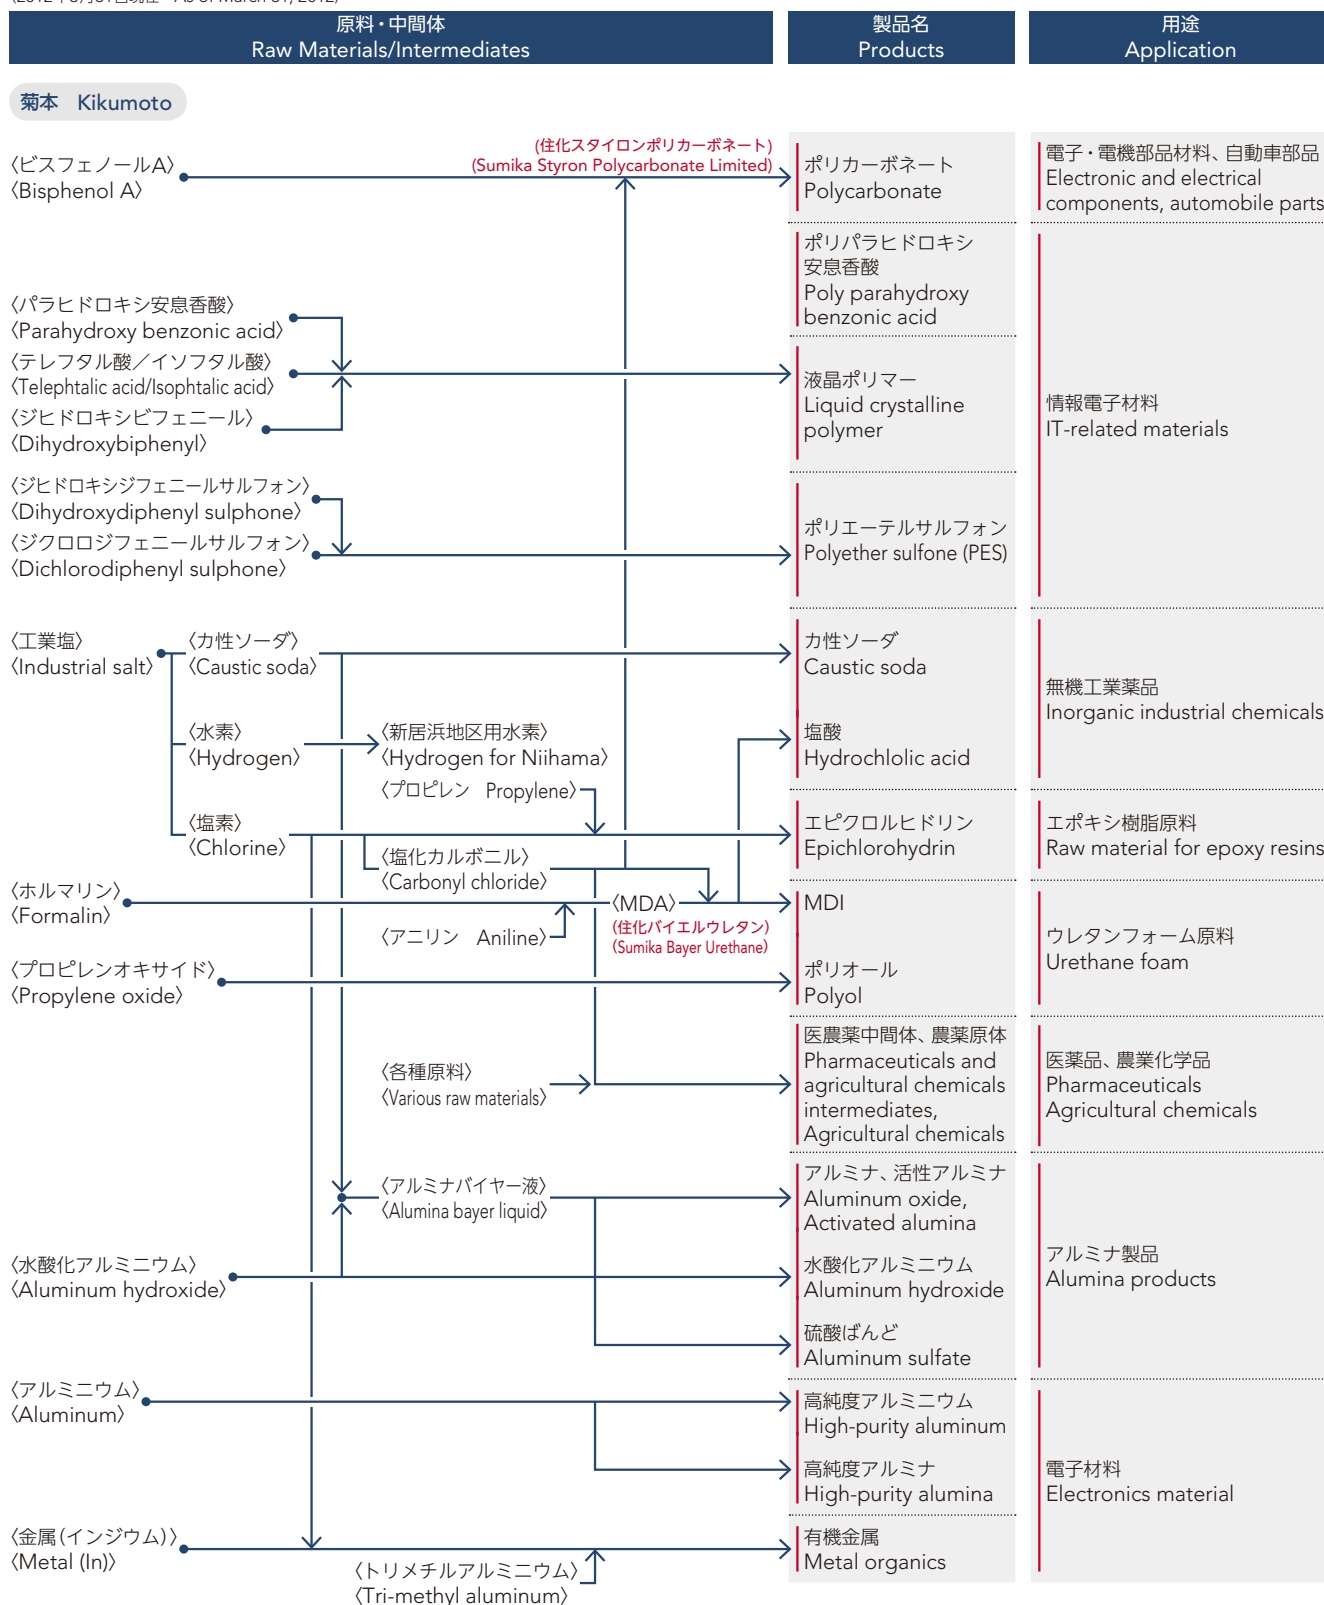 原料・中間体
Raw Materials/Intermediates
製品名
Products
用途
Application
菊本 Kikumoto
〈ビスフェノールA〉
〈Bisphenol A〉
(住化スタイロンポリカーボネート)
(Sumika Styron Polycarbonate Limited)
ポリカーボネート
Polycarbonate
電子・電機部品材料、自動車部品
Electronic and electrical
components, automobile parts
ポリパラヒドロキシ
安息香酸
Poly parahydroxy
benzonic acid
〈パラヒドロキシ安息香酸〉
〈Parahydroxy benzonic acid〉
〈テレフタル酸／イソフタル酸〉
〈Telephtalic acid/Isophtalic acid〉
〈ジヒドロキシビフェニール〉
〈Dihydroxybiphenyl〉
液晶ポリマー
Liquid crystalline
polymer
情報電子材料
IT-related materials
〈ジヒドロキシジフェニールサルフォン〉
〈Dihydroxydiphenyl sulphone〉
〈ジクロロジフェニールサルフォン〉
〈Dichlorodiphenyl sulphone〉
ポリエーテルサルフォン
Polyether sulfone (PES)
〈工業塩〉
〈Industrial salt〉
〈カ性ソーダ〉
〈Caustic soda〉
カ性ソーダ
Caustic soda
無機工業薬品
Inorganic industrial chemicals
〈水素〉
〈Hydrogen〉
〈新居浜地区用水素〉
〈Hydrogen for Niihama〉
塩酸
Hydrochlolic acid
〈プロピレン Propylene〉
〈塩素〉
〈Chlorine〉
エピクロルヒドリン
Epichlorohydrin
エポキシ樹脂原料
Raw material for epoxy resins
〈塩化カルボニル〉
〈Carbonyl chloride〉
〈ホルマリン〉
〈Formalin〉
〈MDA〉
(住化バイエルウレタン)
(Sumika Bayer Urethane)
MDI
〈アニリン Aniline〉
ウレタンフォーム原料
Urethane foam
〈プロピレンオキサイド〉
〈Propylene oxide〉
ポリオール
Polyol
〈各種原料〉
〈Various raw materials〉
医農薬中間体、農薬原体
Pharmaceuticals and
agricultural chemicals
intermediates,
Agricultural chemicals
医薬品、農業化学品
Pharmaceuticals
Agricultural chemicals
〈アルミナバイヤー液〉
〈Alumina bayer liquid〉
アルミナ、活性アルミナ
Aluminum oxide,
Activated alumina
〈水酸化アルミニウム〉
〈Aluminum hydroxide〉
水酸化アルミニウム
Aluminum hydroxide
アルミナ製品
Alumina products
硫酸ばんど
Aluminum sulfate
〈アルミニウム〉
〈Aluminum〉
高純度アルミニウム
High-purity aluminum
高純度アルミナ
High-purity alumina
電子材料
Electronics material
〈金属(インジウム)〉
〈Metal (In)〉
有機金属
Metal organics
〈トリメチルアルミニウム〉
〈Tri-methyl aluminum〉